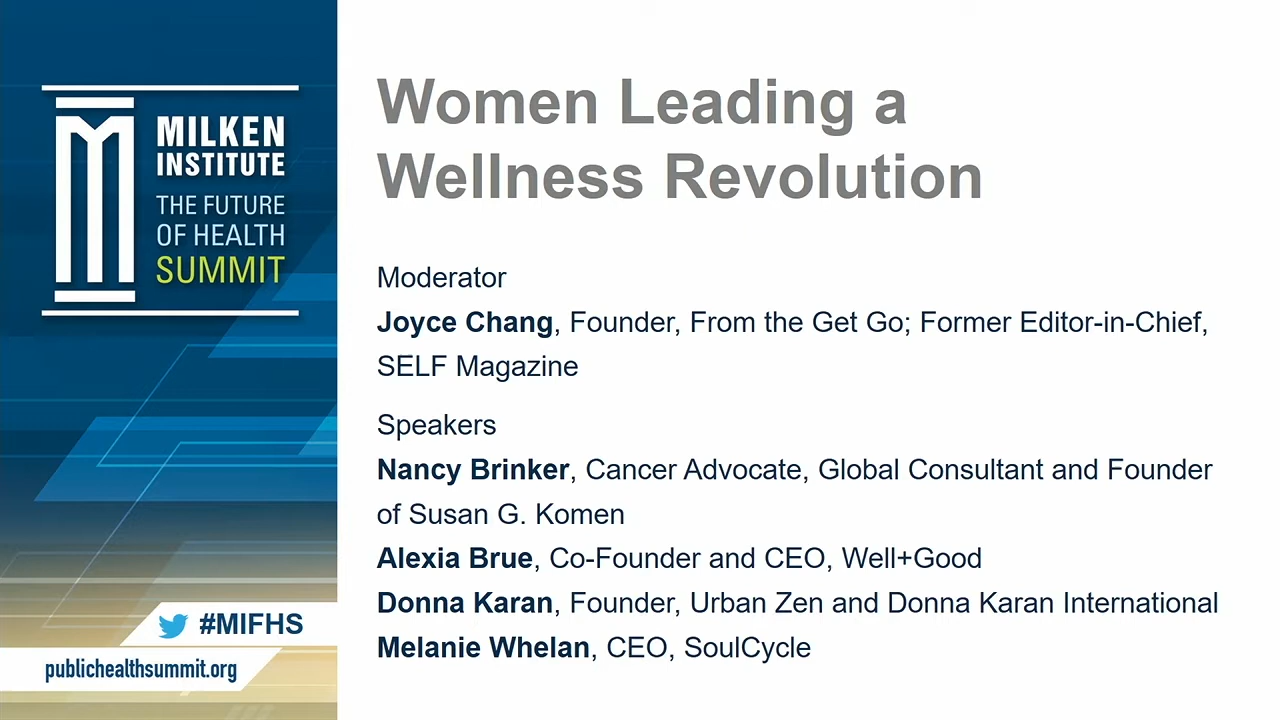 MILKEN
INSTITUTE
THE FUTURE
OF HEALTH
SUMMIT
#MIFHS
publichealthsummit.org
Women Leading a
Wellness Revolution
Moderator
Joyce Chang, Founder, From the Get Go; Former Editor-in-Chief,
SELF Magazine
Speakers
Nancy Brinker, Cancer Advocate, Global Consultant and Founder
of Susan G. Komen
Alexia Brue, Co-Founder and CEO, Well+Good
Donna Karan, Founder, Urban Zen and Donna Karan International
Melanie Whelan, CEO, SoulCycle